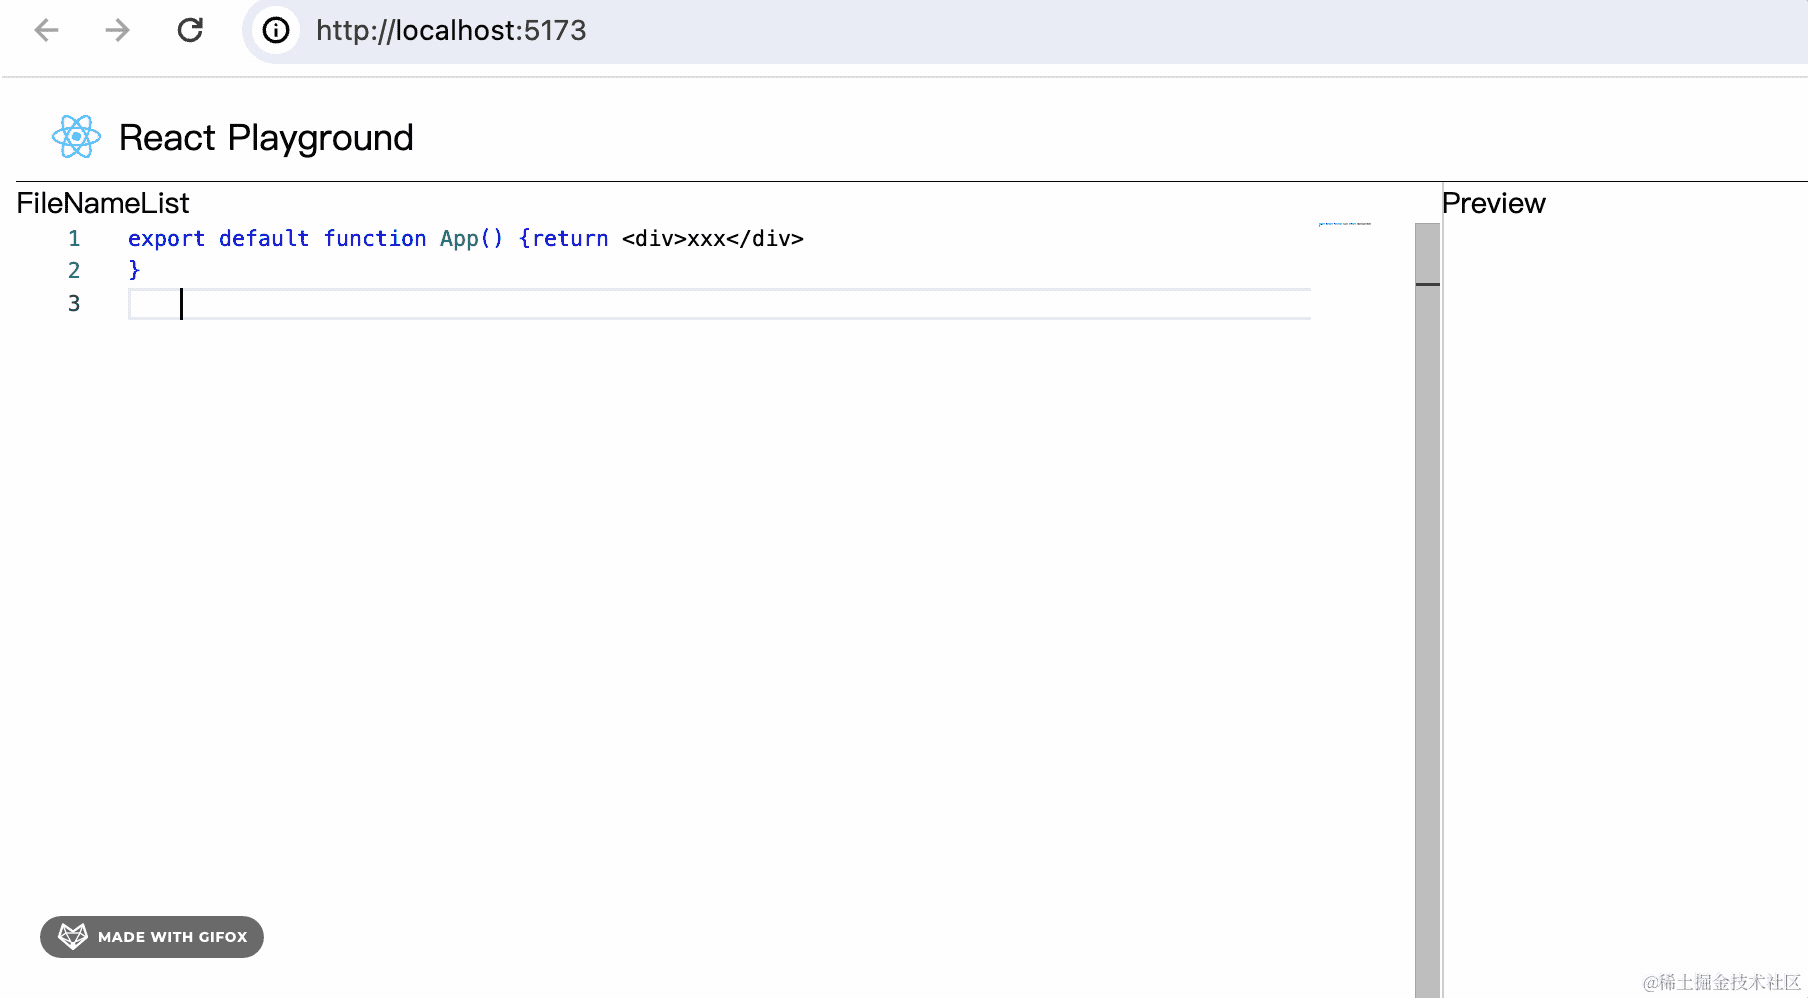 http://localhost:5173
React Playground
FileNameList
Preview
1 export default function App() {return <div>xxx</div>
2 }
3
MADE WITH GIFOX
@稀土掘金技术社区